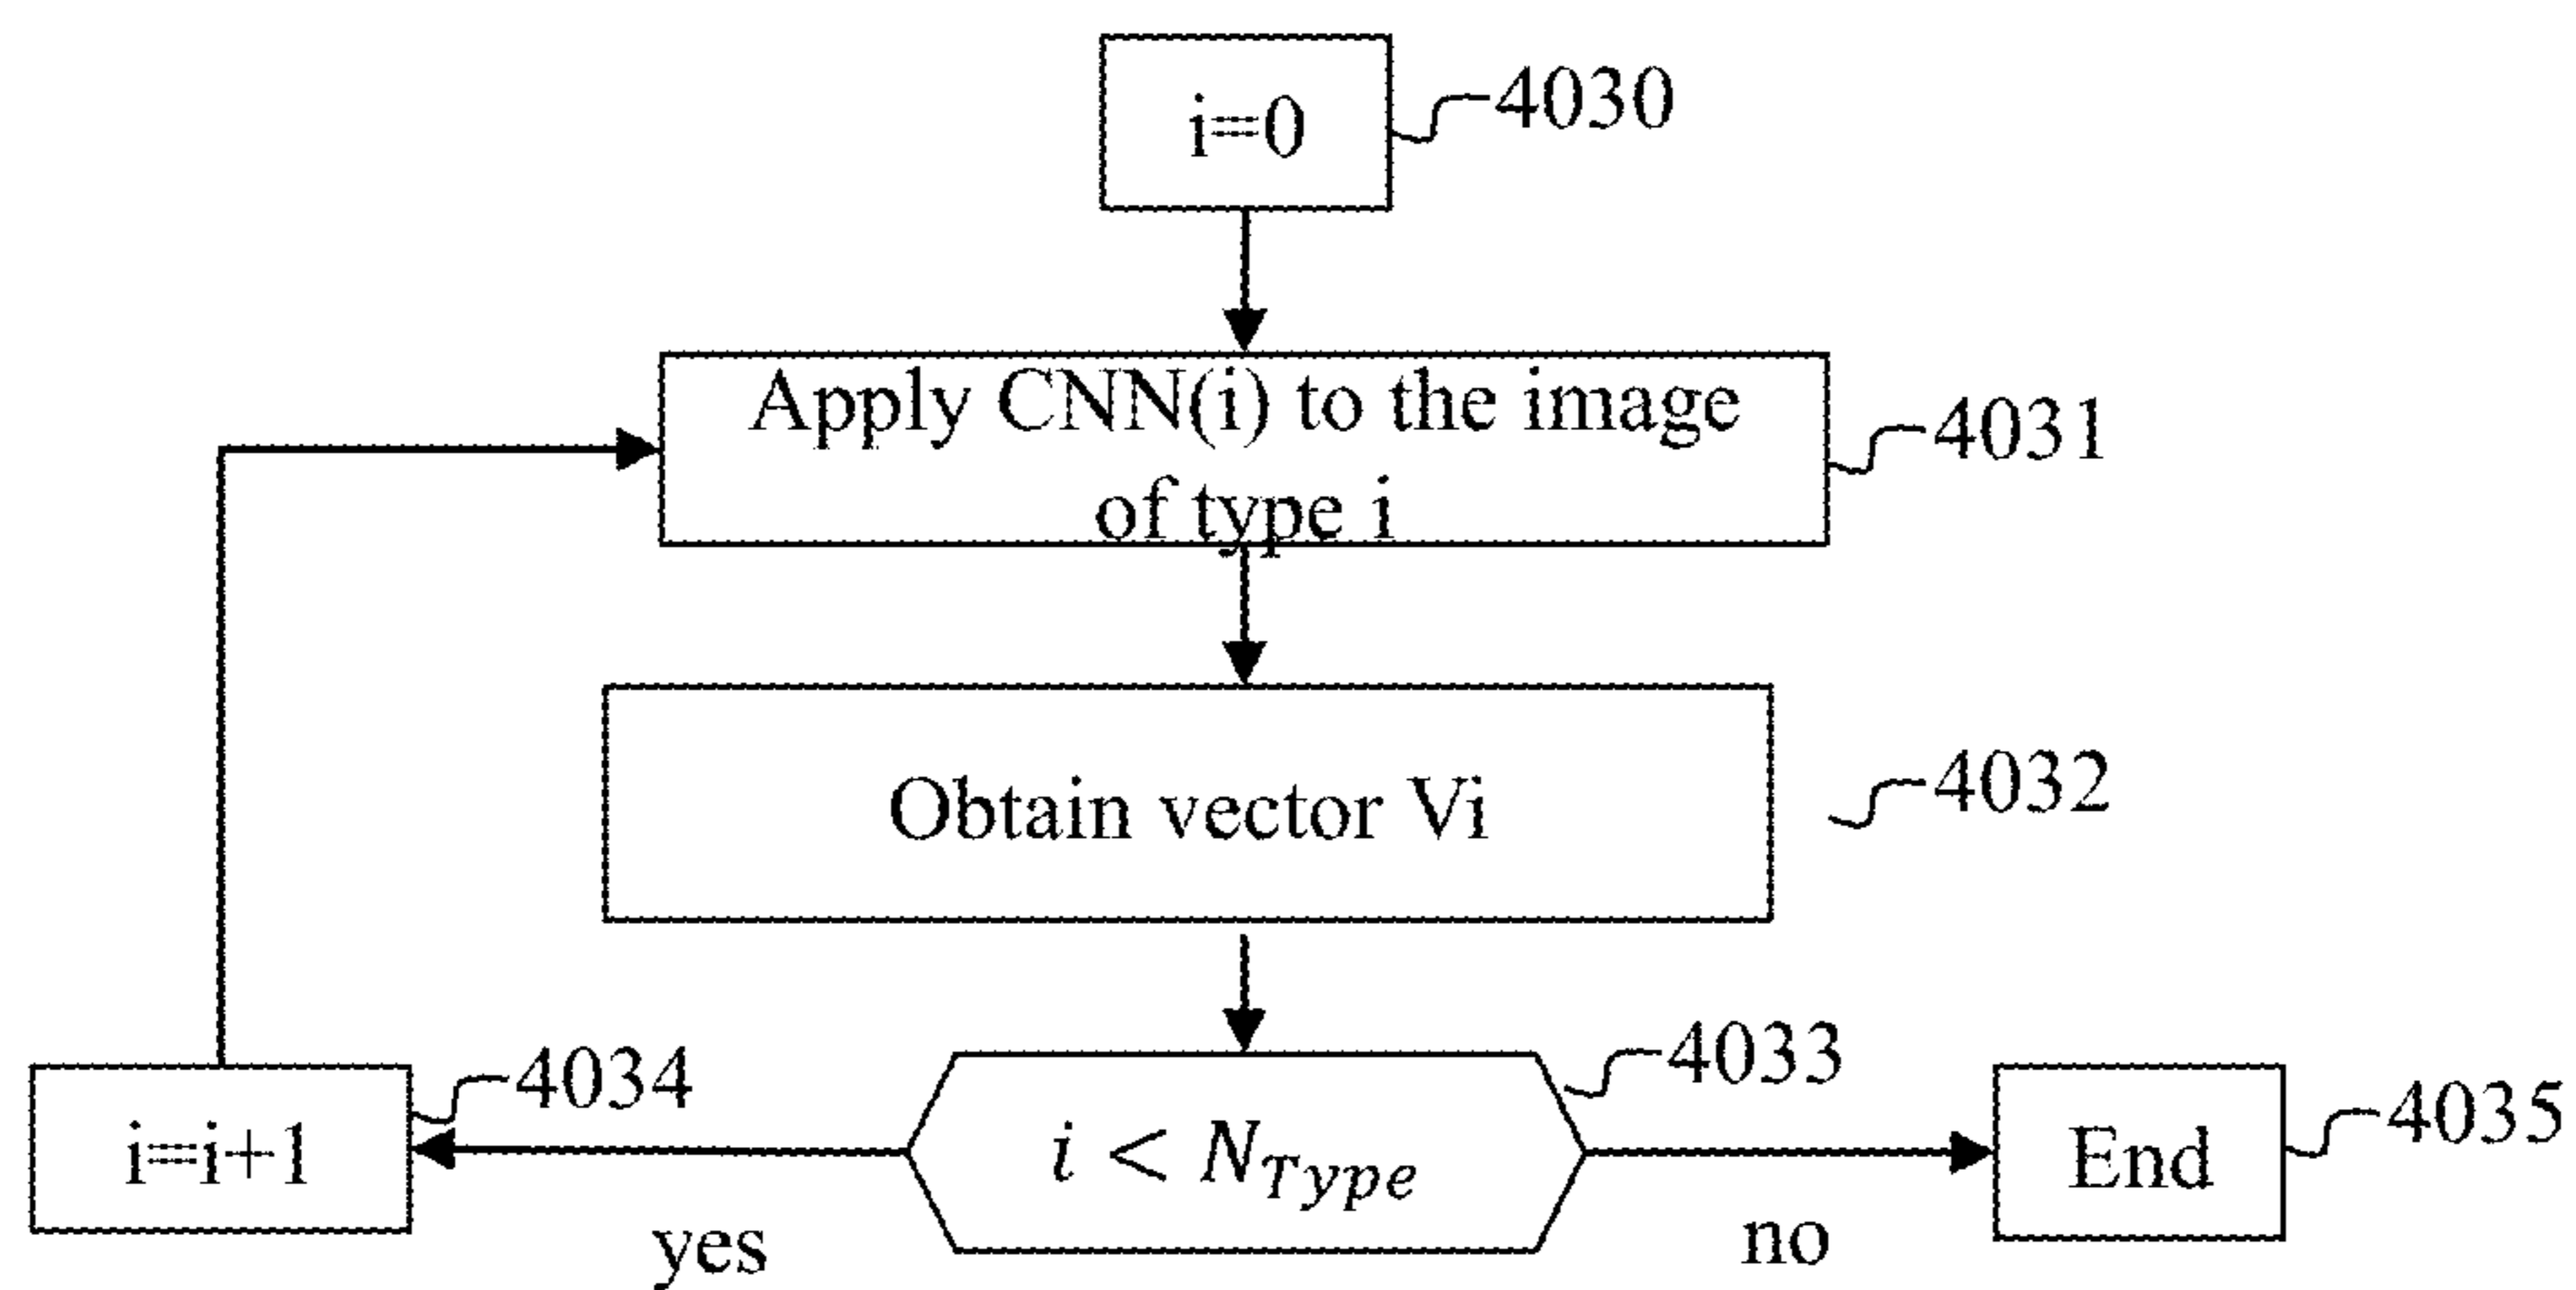 i=0
4030
Apply CNN(i) to the image
of type i
4031
Obtain vector Vi
4032
i < N_Type
4033
yes
no
i=i+1
4034
End
4035